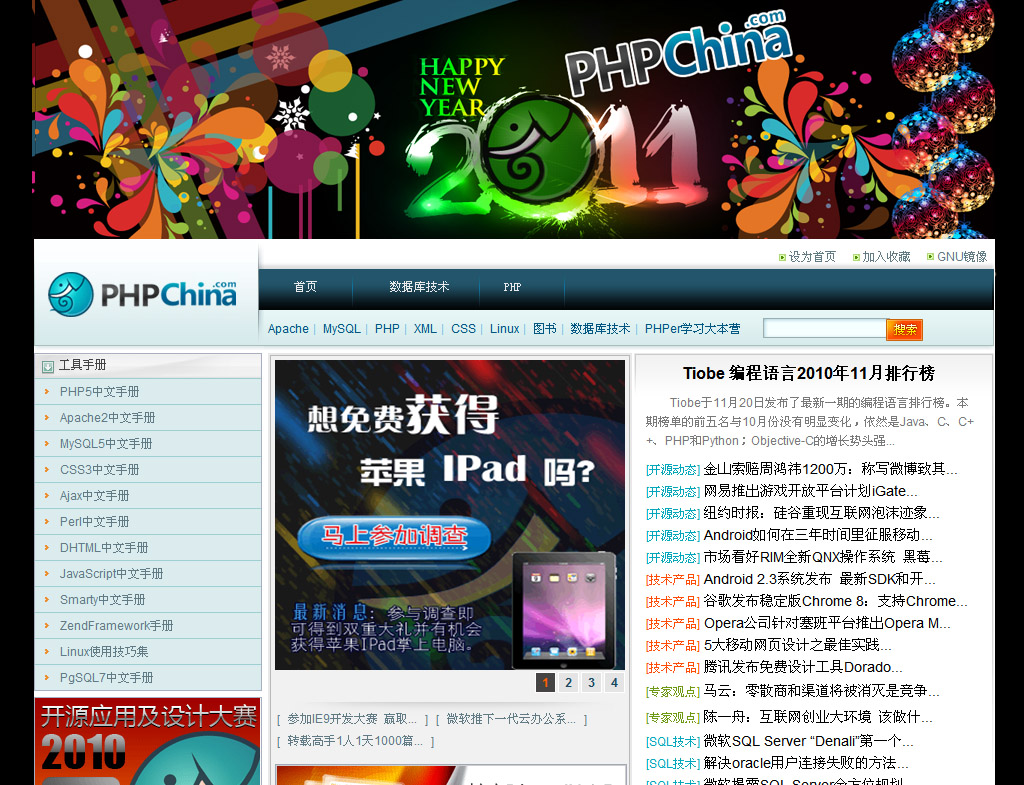 PHPChina.com
HAPPY
NEW
YEAR
2011
设为首页 加入收藏 GNU镜像
PHPChina.com
首页 数据库技术 PHP
Apache | MySQL | PHP | XML | CSS | Linux | 图书 | 数据库技术 | PHPer学习大本营 搜索
工具手册
PHP5中文手册
Apache2中文手册
MySQL5中文手册
CSS3中文手册
Ajax中文手册
Perl中文手册
DHTML中文手册
JavaScript中文手册
Smarty中文手册
ZendFramework手册
Linux使用技巧集
PgSQL7中文手册
开源应用及设计大赛
2010
想免费获得
苹果 IPad 吗?
马上参加调查
最新消息：参与调查即
可得到双重大礼并有机会
获得苹果IPad掌上电脑。
1 2 3 4
[ 参加IE9开发大赛 赢取... ] [ 微软推下一代云办公系... ]
[ 转载高手1人1天1000篇... ]
Tiobe 编程语言2010年11月排行榜
Tiobe于11月20日发布了最新一期的编程语言排行榜。本
期榜单的前五名与10月份没有明显变化，依然是Java、C、C+
+、PHP和Python；Objective-C的增长势头强...
[开源动态] 金山索赔周鸿祎1200万：称写微博致其...
[开源动态] 网易推出游戏开放平台计划iGate...
[开源动态] 纽约时报：硅谷重现互联网泡沫迹象...
[开源动态] Android如何在三年时间里征服移动...
[开源动态] 市场看好RIM全新QNX操作系统 黑莓...
[技术产品] Android 2.3系统发布 最新SDK和开...
[技术产品] 谷歌发布稳定版Chrome 8：支持Chrome...
[技术产品] Opera公司针对塞班平台推出Opera M...
[技术产品] 5大移动网页设计之最佳实践...
[技术产品] 腾讯发布免费设计工具Dorado...
[专家观点] 马云：零散商和渠道将被消灭是竞争...
[专家观点] 陈一舟：互联网创业大环境 该做什...
[SQL技术] 微软SQL Server “Denali”第一个...
[SQL技术] 解决oracle用户连接失败的方法...
[SQL技术] 微软揭露SQL Server全方位规划